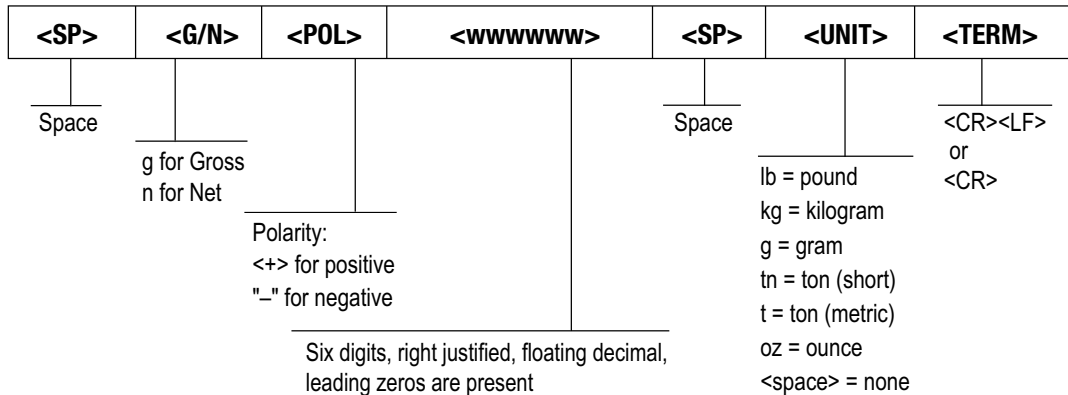 <SP> <G/N> <POL> <wwwwww> <SP> <UNIT> <TERM>
Space
g for Gross
n for Net
Polarity:
<+> for positive
"–" for negative
Six digits, right justified, floating decimal,
leading zeros are present
Space
lb = pound
kg = kilogram
g = gram
tn = ton (short)
t = ton (metric)
oz = ounce
<space> = none
<CR><LF>
or
<CR>